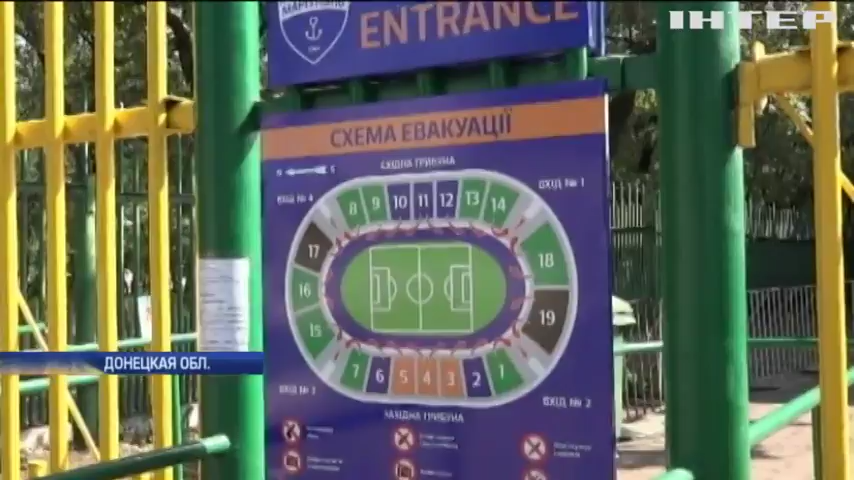 ІНТЕР
ENTRANCE
СХЕМА ЕВАКУАЦІЇ
СХІДНА ТРИБУНА
ВХІД № 4
ВХІД № 1
8 9 10 11 12 13 14
17
18
16
19
15
7 6 5 4 3 2 1
ДОНЕЦКАЯ ОБЛ.
ВХІД № 3
ВХІД № 2
ЗАХІДНА ТРИБУНА